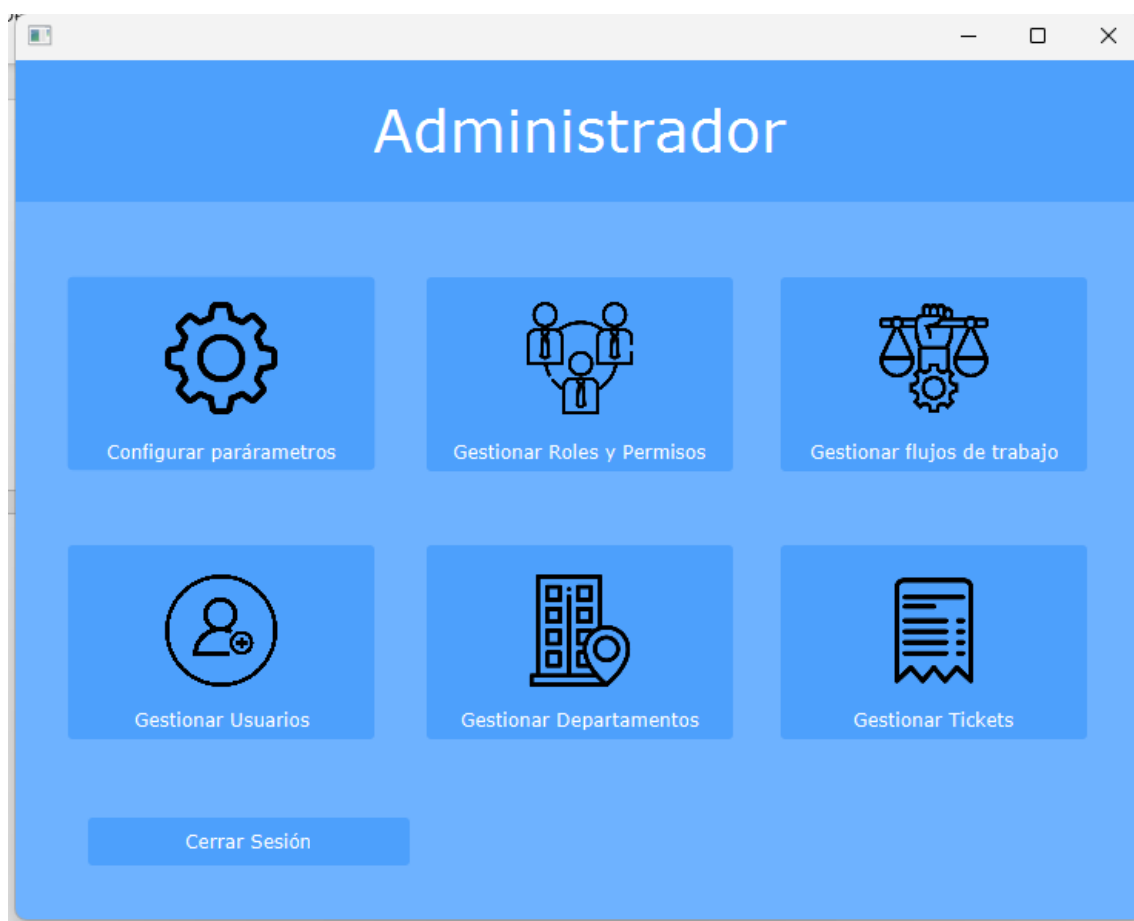 Administrador
Configurar parárametros
Gestionar Roles y Permisos
Gestionar flujos de trabajo
Gestionar Usuarios
Gestionar Departamentos
Gestionar Tickets
Cerrar Sesión